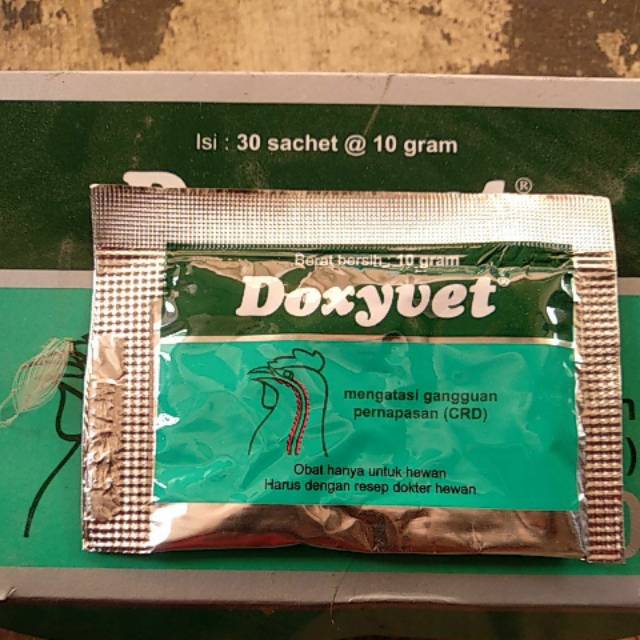 Isi : 30 sachet @ 10 gram
®
Berat bersih : 10 gram
Doxyvet®
mengatasi gangguan
pernapasan (CRD)
Obat hanya untuk hewan
Harus dengan resep dokter hewan